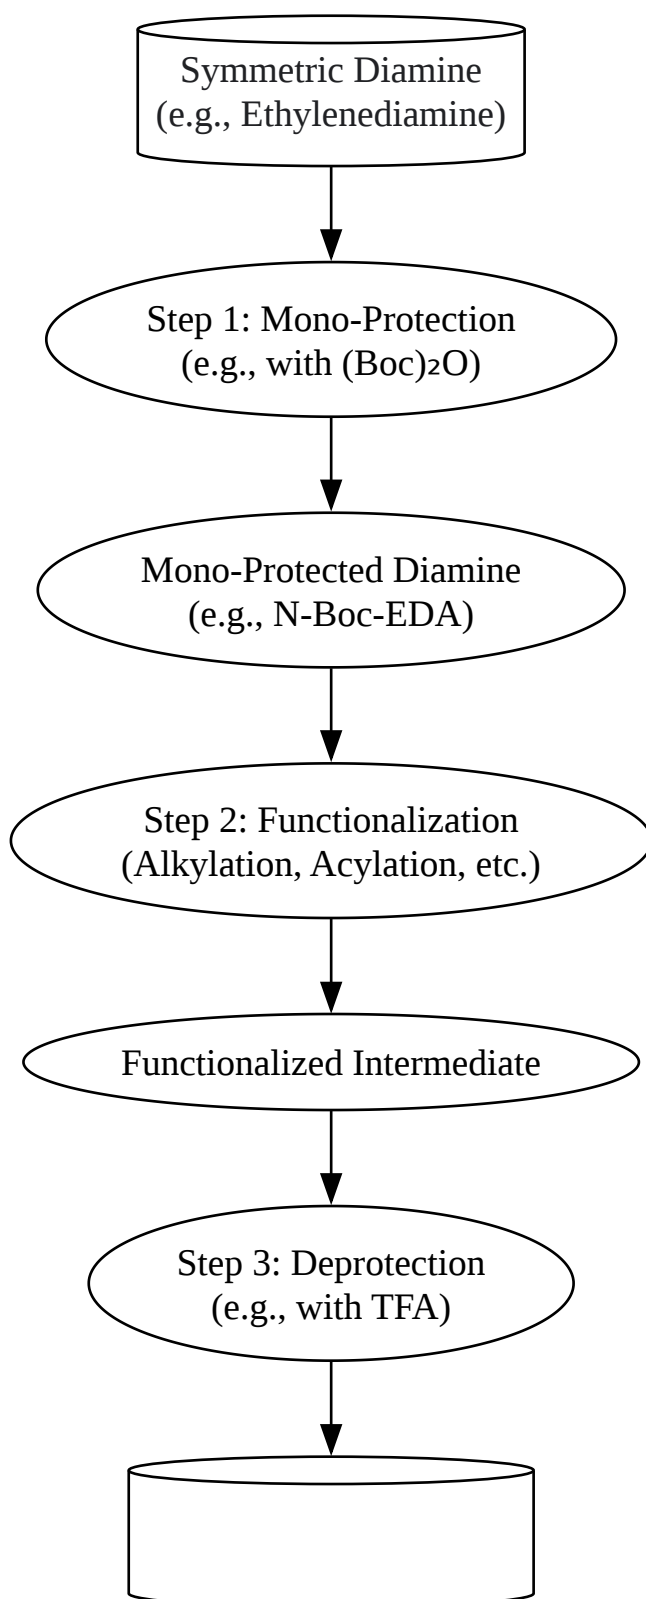 Symmetric Diamine
(e.g., Ethylenediamine)
Step 1: Mono-Protection
(e.g., with (Boc)₂O)
Mono-Protected Diamine
(e.g., N-Boc-EDA)
Step 2: Functionalization
(Alkylation, Acylation, etc.)
Functionalized Intermediate
Step 3: Deprotection
(e.g., with TFA)